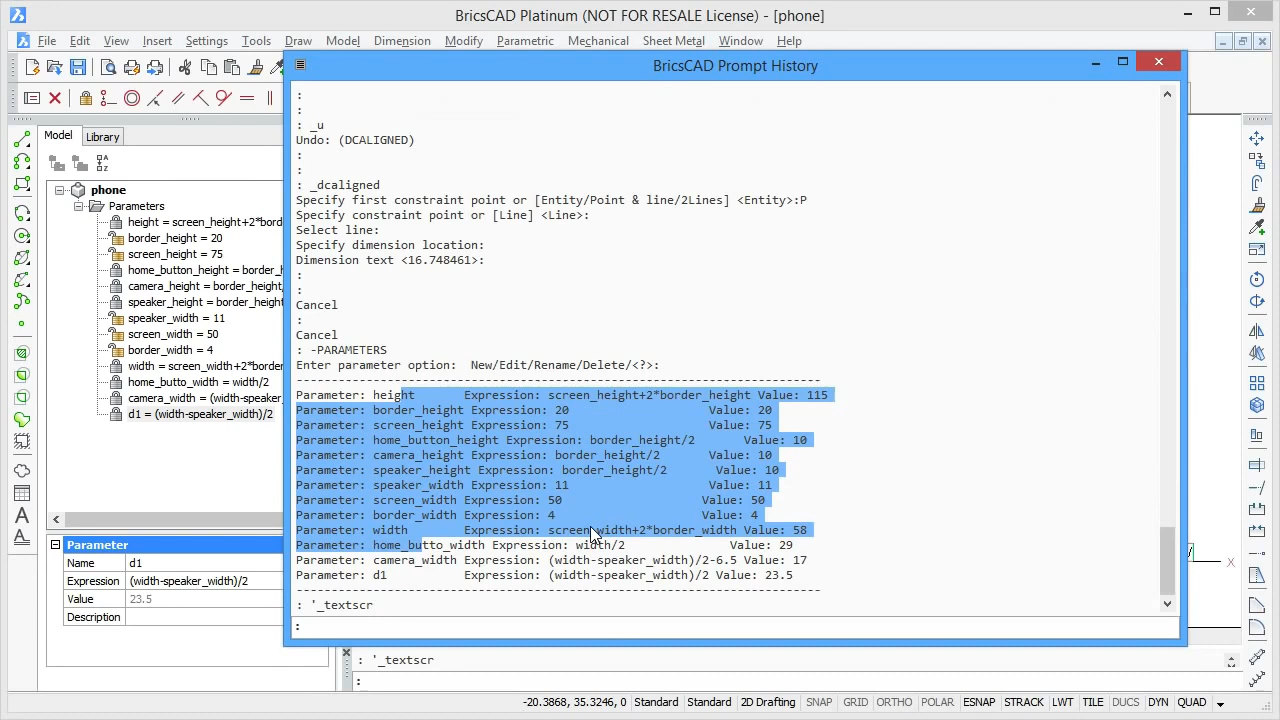 BricsCAD Platinum (NOT FOR RESALE License) - [phone]
File Edit View Insert Settings Tools Draw Model Dimension Modify Parametric Mechanical Sheet Metal Window Help
BricsCAD Prompt History
Model Library
phone
Parameters
height = screen_height+2*bord
border_height = 20
screen_height = 75
home_button_height = border_h
camera_height = border_height,
speaker_height = border_height
speaker_width = 11
screen_width = 50
border_width = 4
width = screen_width+2*borde
home_butto_width = width/2
camera_width = (width-speaker
d1 = (width-speaker_width)/2
Parameter
Name d1
Expression (width-speaker_width)/2
Value 23.5
Description
:
:
: _u
Undo: (DCALIGNED)
:
:
: _dcaligned
Specify first constraint point or [Entity/Point & line/2Lines] <Entity>:P
Specify constraint point or [Line] <Line>:
Select line:
Specify dimension location:
Dimension text <16.748461>:
:
:
Cancel
:
Cancel
: -PARAMETERS
Enter parameter option:  New/Edit/Rename/Delete/<?>:
---------------------------------------------------------------------------
Parameter: height Expression: screen_height+2*border_height Value: 115
Parameter: border_height Expression: 20 Value: 20
Parameter: screen_height Expression: 75 Value: 75
Parameter: home_button_height Expression: border_height/2 Value: 10
Parameter: camera_height Expression: border_height/2 Value: 10
Parameter: speaker_height Expression: border_height/2 Value: 10
Parameter: speaker_width Expression: 11 Value: 11
Parameter: screen_width Expression: 50 Value: 50
Parameter: border_width Expression: 4 Value: 4
Parameter: width Expression: screen_width+2*border_width Value: 58
Parameter: home_butto_width Expression: width/2 Value: 29
Parameter: camera_width Expression: (width-speaker_width)/2-6.5 Value: 17
Parameter: d1 Expression: (width-speaker_width)/2 Value: 23.5
---------------------------------------------------------------------------
: '_textscr
:
X
: '_textscr
:
-20.3868, 35.3246, 0 Standard Standard 2D Drafting SNAP GRID ORTHO POLAR ESNAP STRACK LWT TILE DUCS DYN QUAD